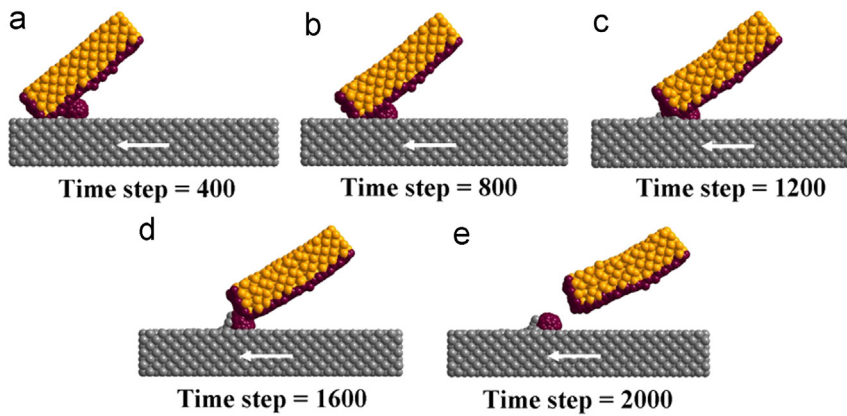 a
b
c
Time step = 400
Time step = 800
Time step = 1200
d
e
Time step = 1600
Time step = 2000